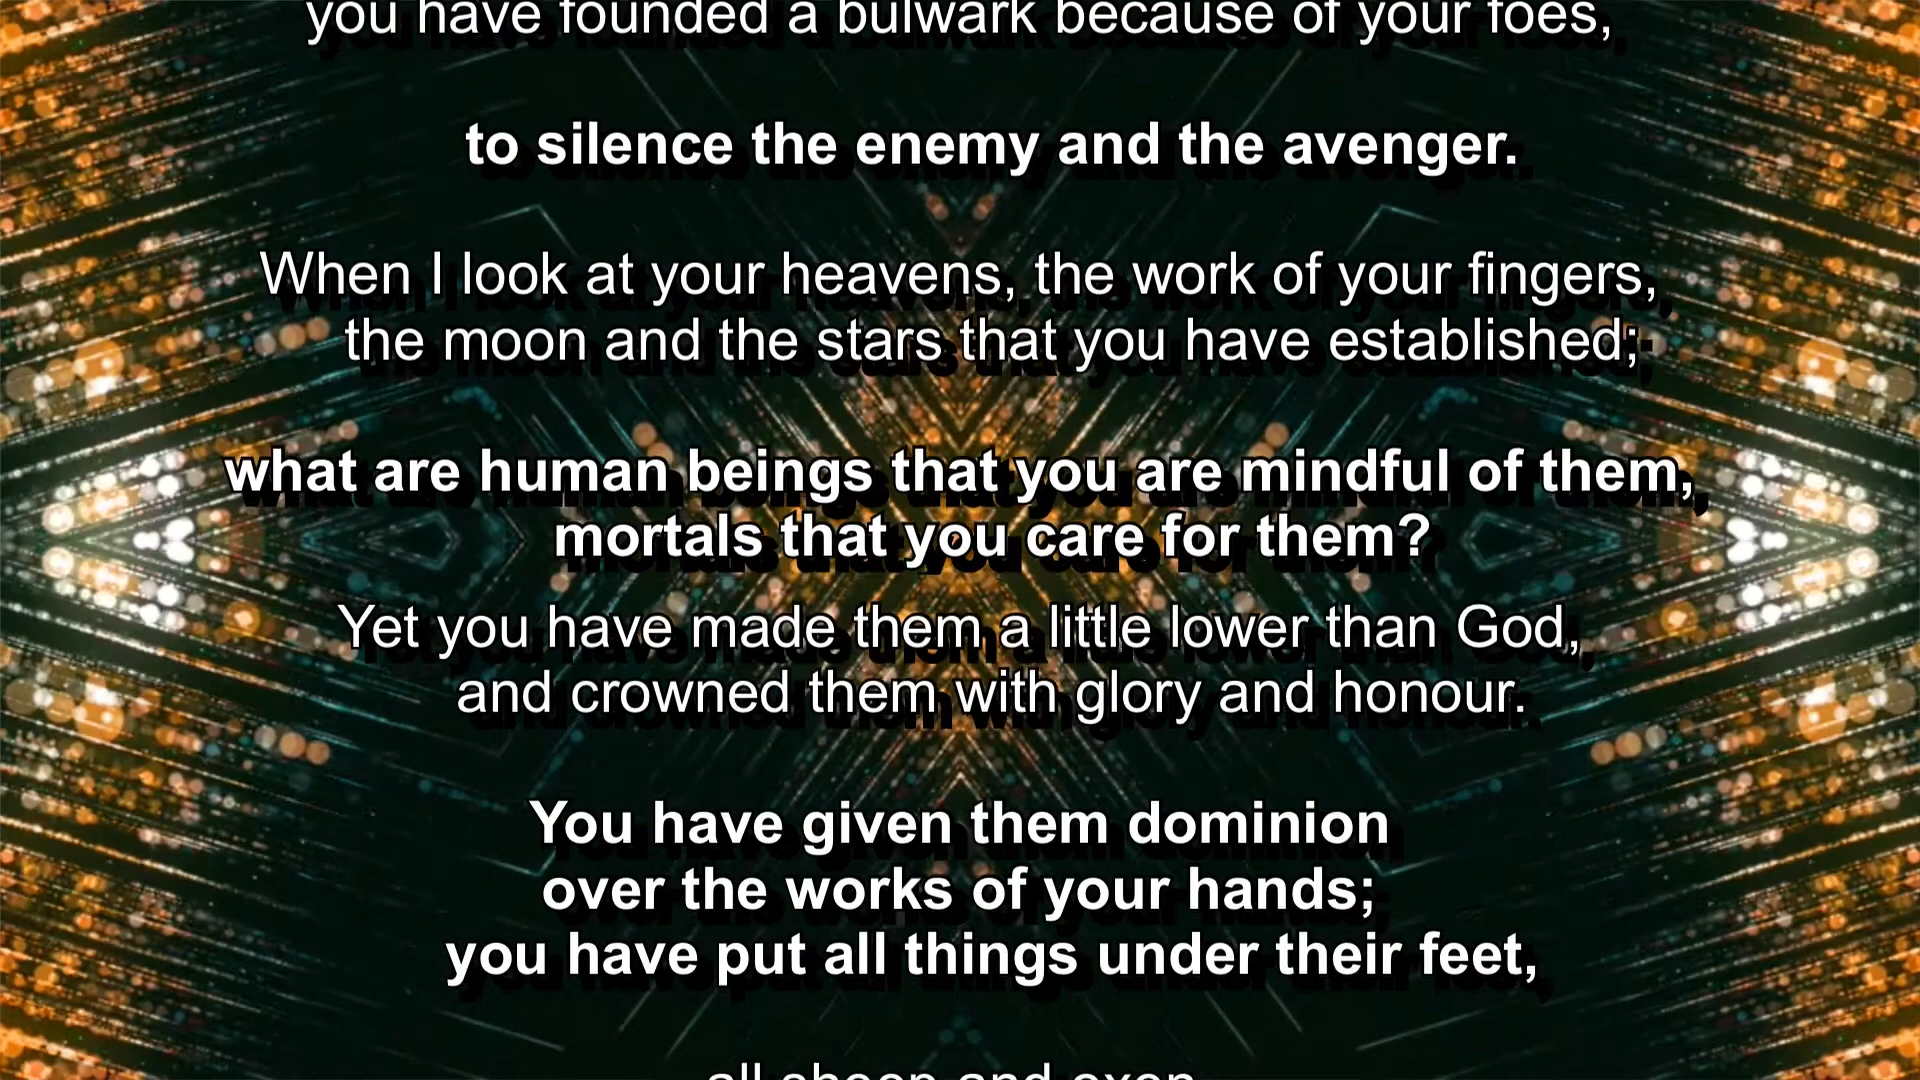 you have founded a bulwark because of your foes,
to silence the enemy and the avenger.
When I look at your heavens, the work of your fingers,
the moon and the stars that you have established;
what are human beings that you are mindful of them,
mortals that you care for them?
Yet you have made them a little lower than God,
and crowned them with glory and honour.
You have given them dominion
over the works of your hands;
you have put all things under their feet,
all sheep and oxen